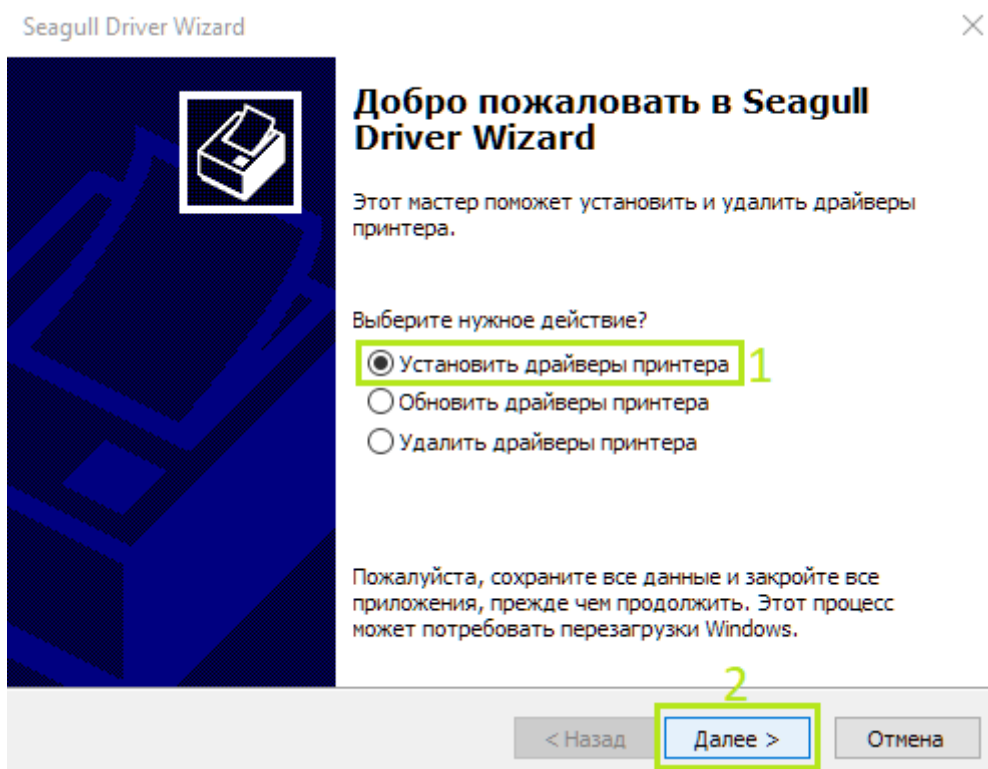 Seagull Driver Wizard
Добро пожаловать в Seagull
Driver Wizard
Этот мастер поможет установить и удалить драйверы
принтера.
Выберите нужное действие?
Установить драйверы принтера 1
Обновить драйверы принтера
Удалить драйверы принтера
Пожалуйста, сохраните все данные и закройте все
приложения, прежде чем продолжить. Этот процесс
может потребовать перезагрузки Windows.
2
< Назад Далее > Отмена